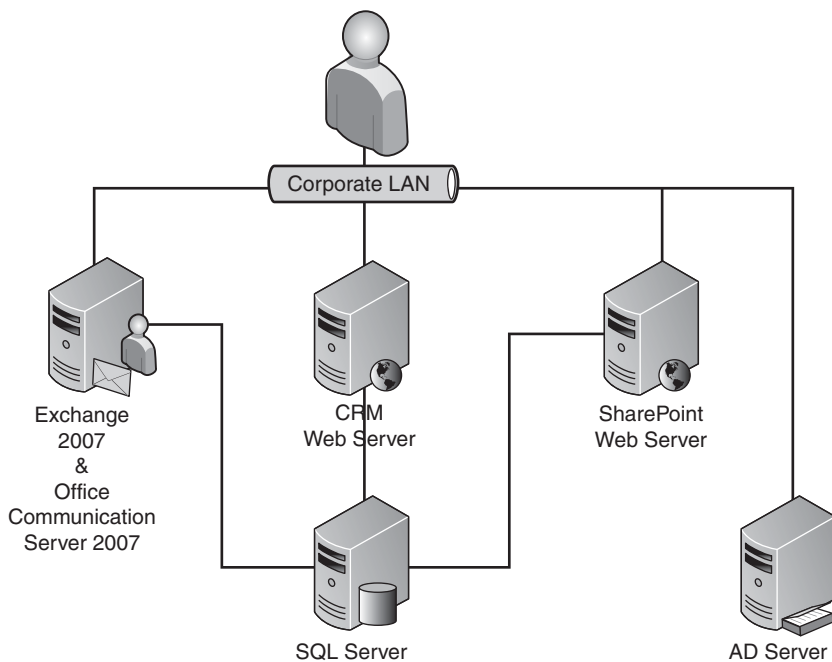 Corporate LAN
Exchange
2007
&
Office
Communication
Server 2007
CRM
Web Server
SharePoint
Web Server
SQL Server
AD Server